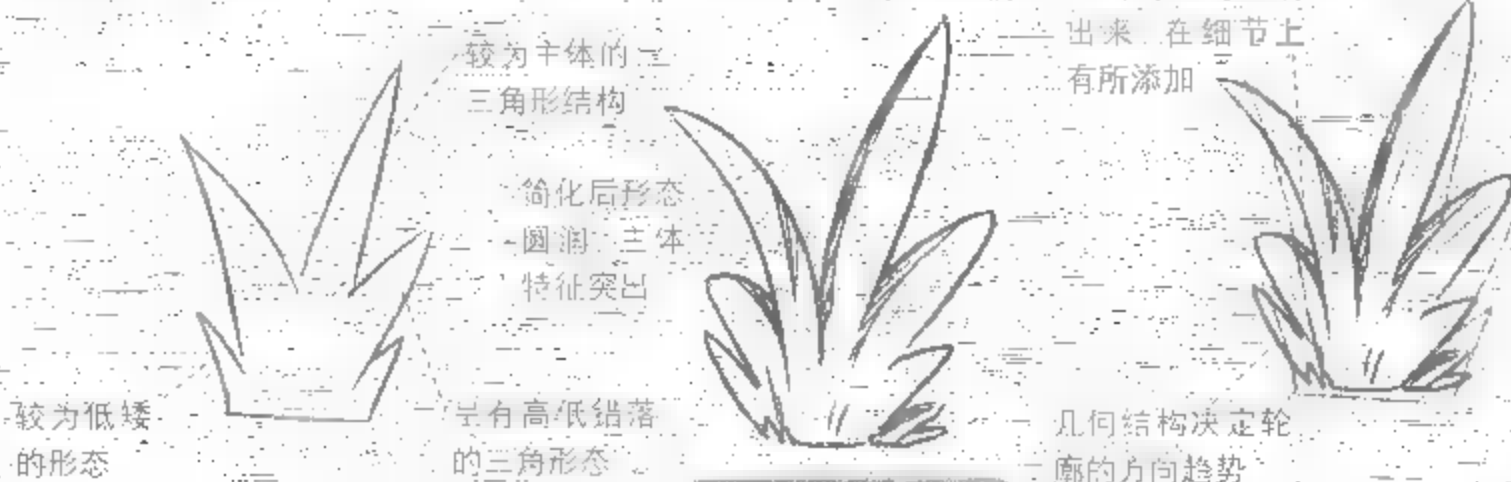 较为主体的
三角形结构
较为低矮
的形态
呈有高低错落
的三角形态
简化后形态
圆润 主体
特征突出
出来 在细节上
有所添加
几何结构决定轮
廓的方向趋势